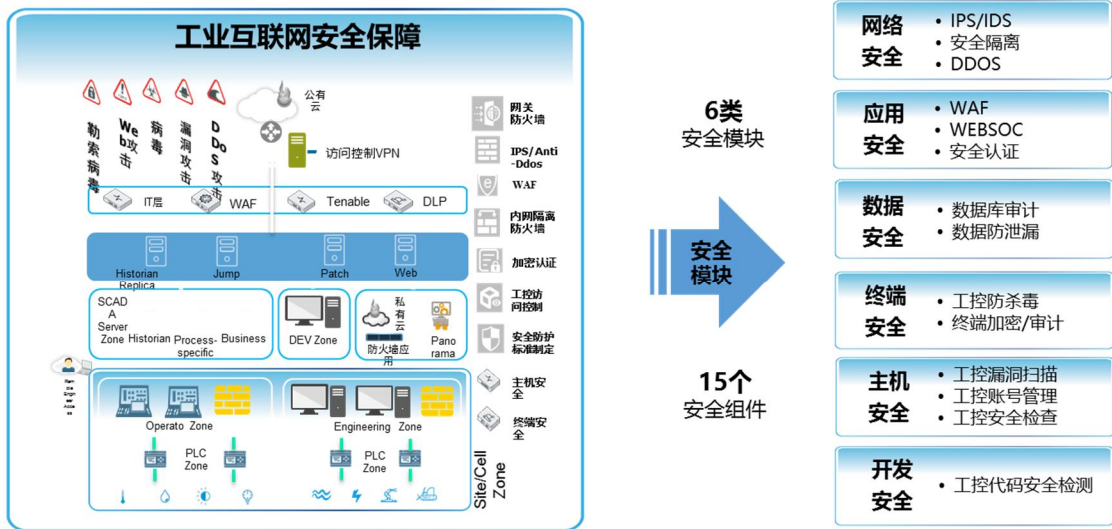 工业互联网安全保障
勒索病毒
Web攻击
病毒
漏洞攻击
DDoS攻击
公有
云
访问控制VPN
IT层
WAF
Tenable
DLP
Historian
Replica
Jump
Patch
Web
SCAD
A
Server
Zone
Historian
Process-
specific
Business
DEV Zone
私
有
云
防火墙应
用
Pano
rama
Rem
ote
Engin
eer
Acce
ss
Operato Zone
Engineering Zone
PLC
Zone
PLC
Zone
Site/Cell
Zone
网关
防火墙
IPS/Anti
-Ddos
WAF
内网隔离
防火墙
加密认证
工控访
问控制
安全防护
标准制定
主机安
全
终端安
全
6类
安全模块
安全
模块
15个
安全组件
网络
安全
• IPS/IDS
• 安全隔离
• DDOS
应用
安全
• WAF
• WEBSOC
• 安全认证
数据
安全
• 数据库审计
• 数据防泄漏
终端
安全
• 工控防杀毒
• 终端加密/审计
主机
安全
• 工控漏洞扫描
• 工控账号管理
• 工控安全检查
开发
安全
• 工控代码安全检测